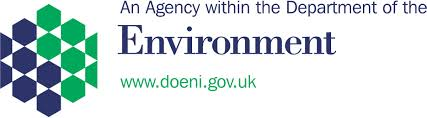 An Agency within the Department of the
Environment
www.doeni.gov.uk